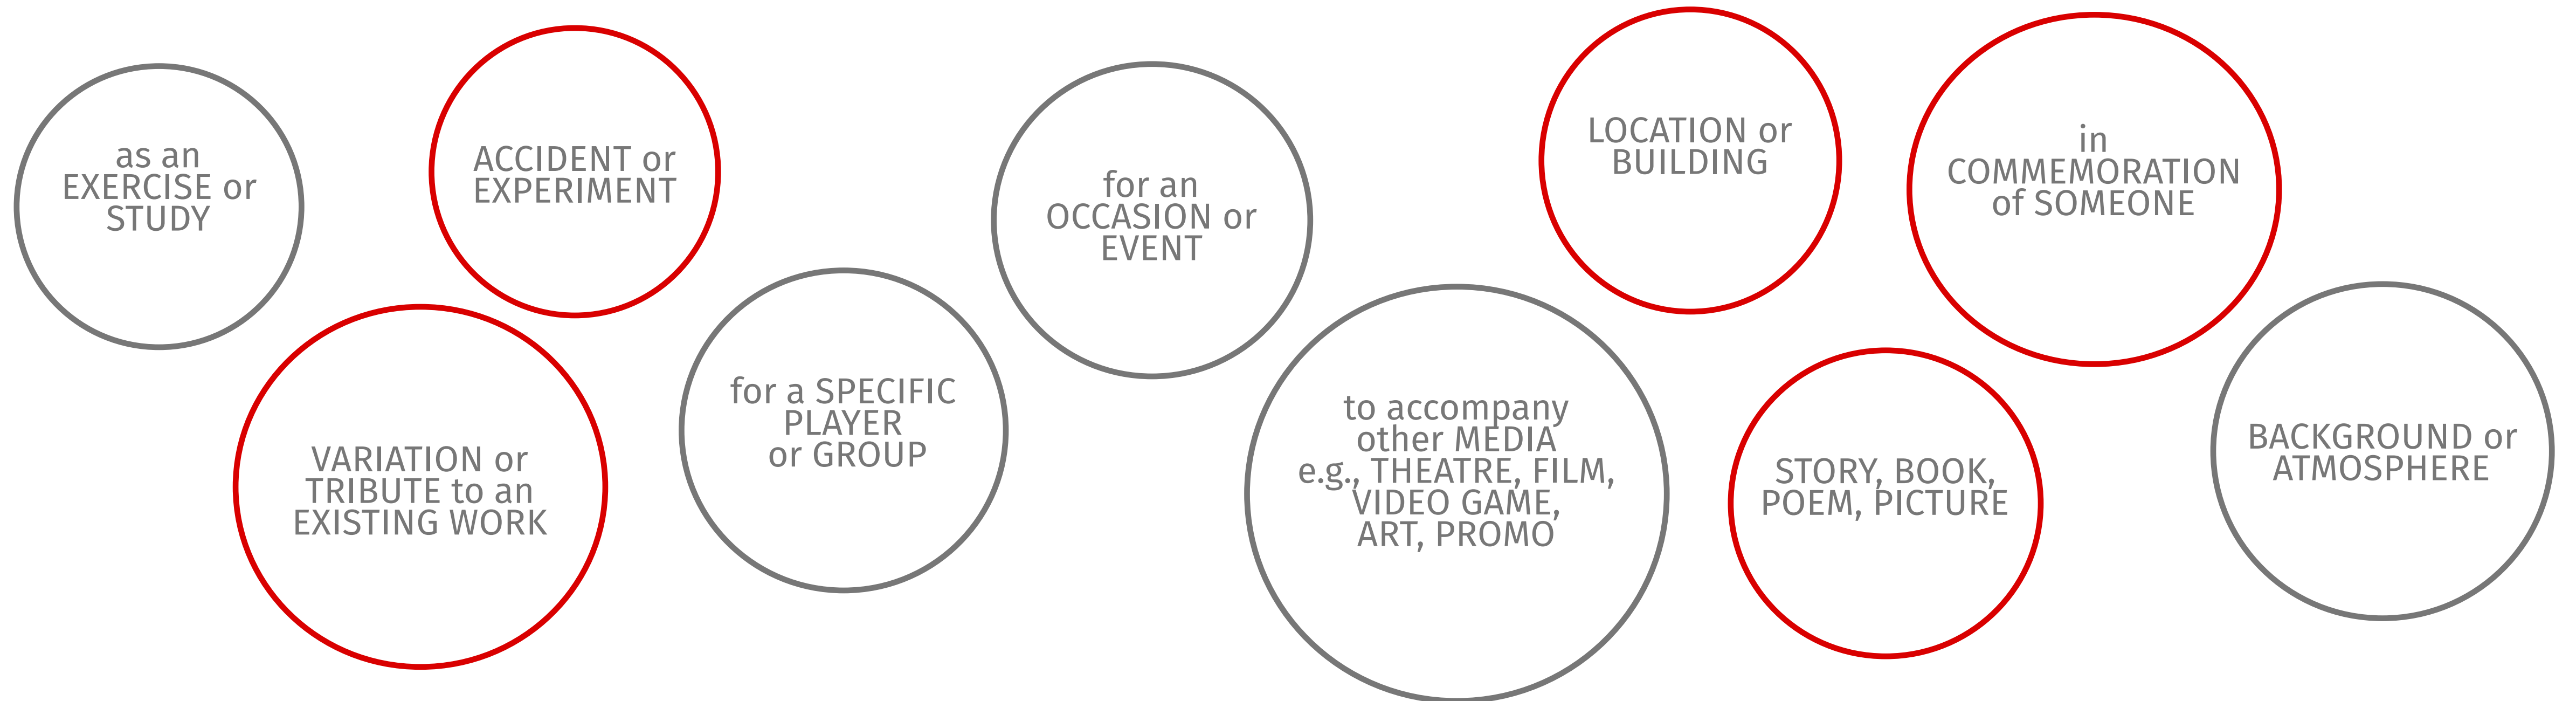 as an
EXERCISE or
STUDY
ACCIDENT or
EXPERIMENT
VARIATION or
TRIBUTE to an
EXISTING WORK
for a SPECIFIC
PLAYER
or GROUP
for an
OCCASION or
EVENT
to accompany
other MEDIA
e.g., THEATRE, FILM,
VIDEO GAME,
ART, PROMO
LOCATION or
BUILDING
STORY, BOOK,
POEM, PICTURE
in
COMMEMORATION
of SOMEONE
BACKGROUND or
ATMOSPHERE